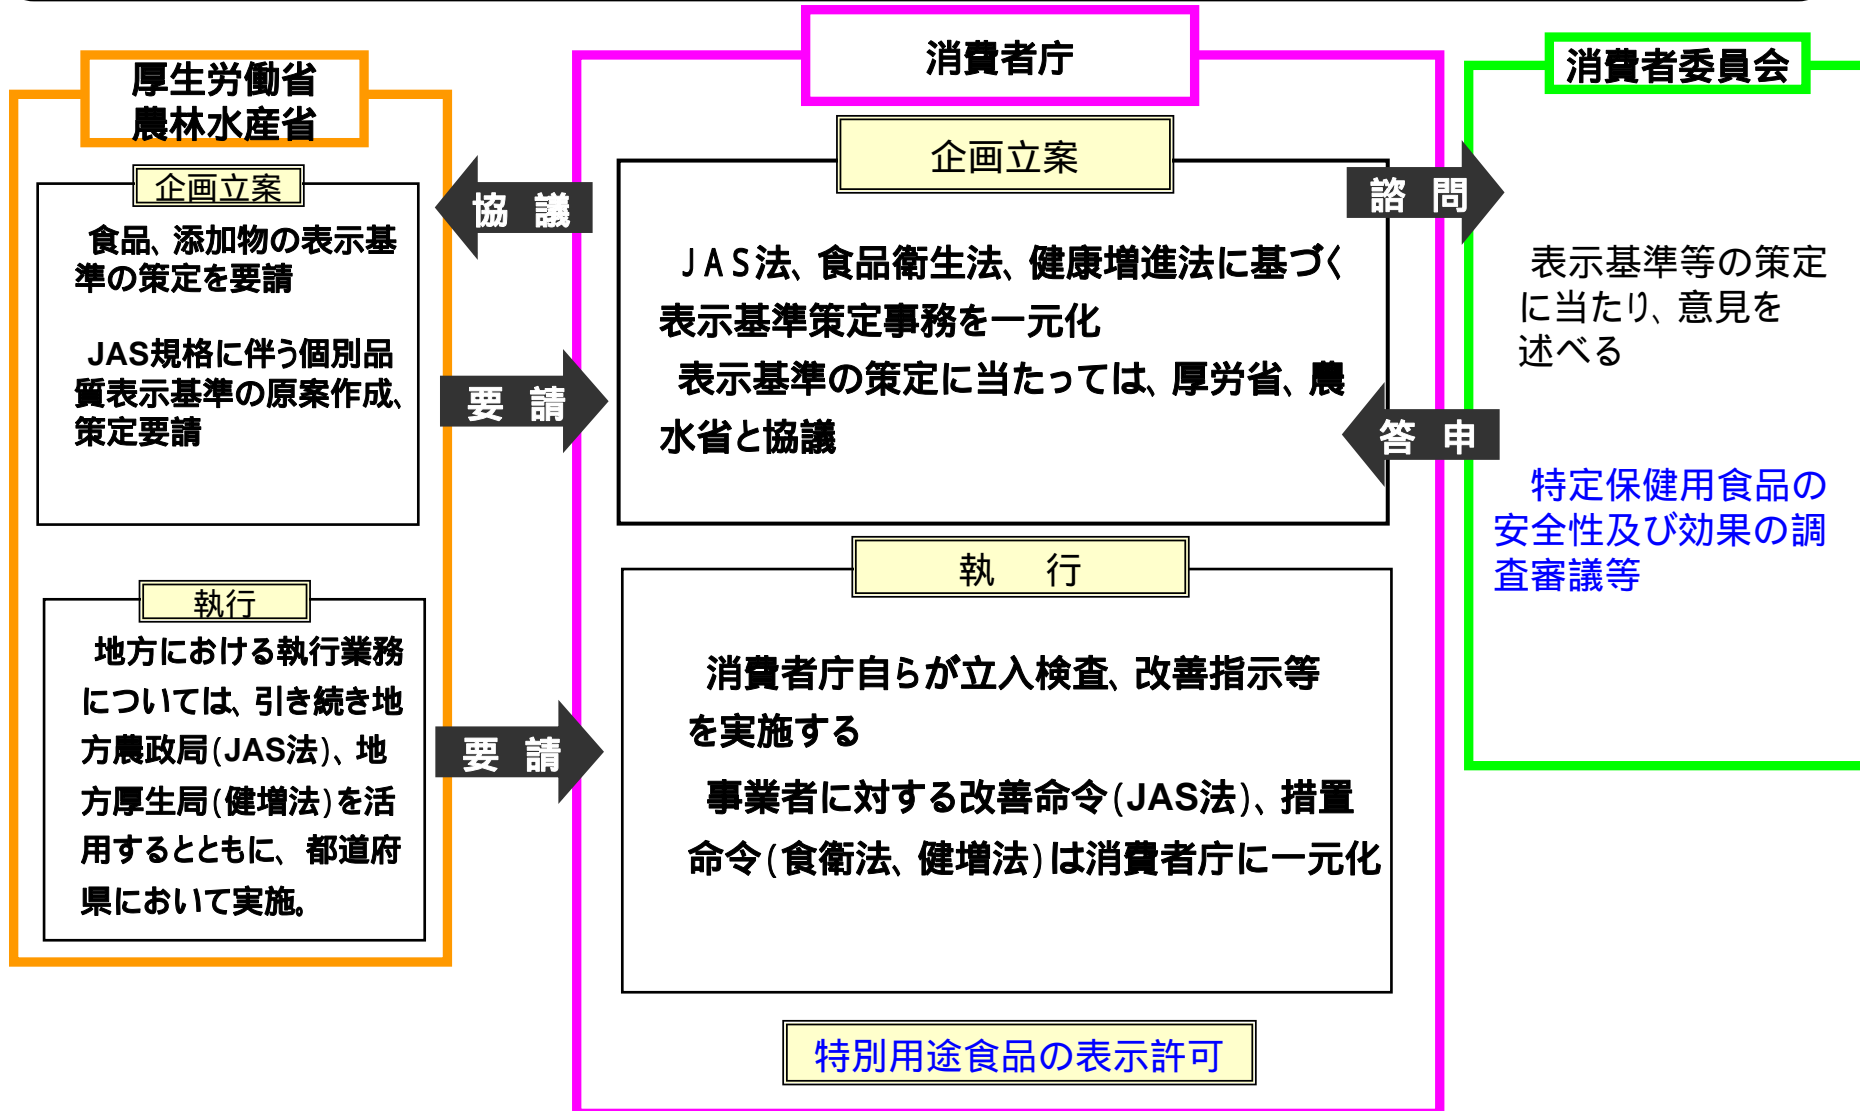 厚生労働省
農林水産省
企画立案
食品、添加物の表示基
準の策定を要請
JAS規格に伴う個別品
質表示基準の原案作成、
策定要請
執行
地方における執行業務
については、引き続き地
方農政局(JAS法)、地
方厚生局(健増法)を活
用するとともに、都道府
県において実施。
協 議
要 請
要 請
消費者庁
企画立案
JAS法、食品衛生法、健康増進法に基づく
表示基準策定事務を一元化
表示基準の策定に当たっては、厚労省、農
水省と協議
執 行
消費者庁自らが立入検査、改善指示等
を実施する
事業者に対する改善命令(JAS法)、措置
命令(食衛法、健増法)は消費者庁に一元化
特別用途食品の表示許可
諮 問
答 申
消費者委員会
表示基準等の策定
に当たり、意見を
述べる
特定保健用食品の
安全性及び効果の調
査審議等